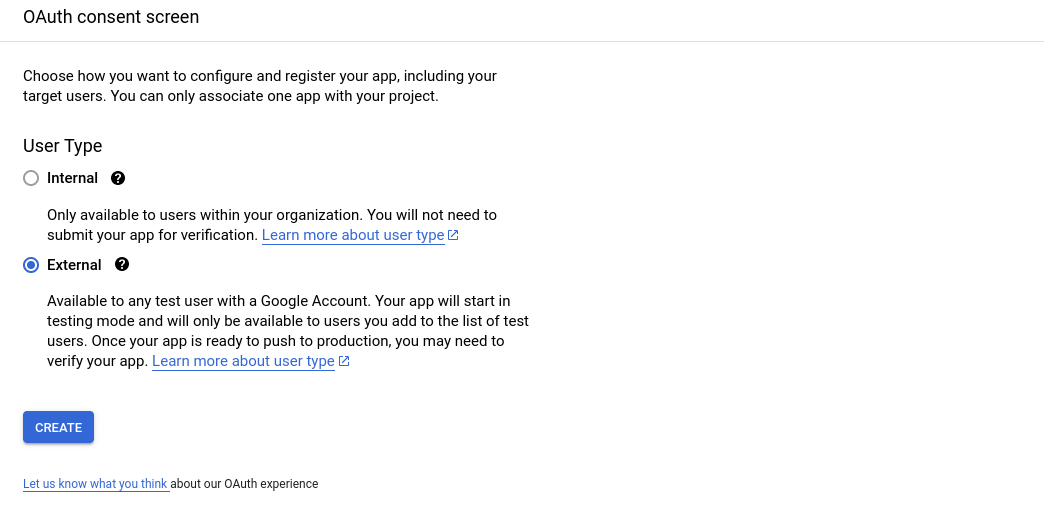 OAuth consent screen
Choose how you want to configure and register your app, including your
target users. You can only associate one app with your project.
User Type
Internal
Only available to users within your organization. You will not need to
submit your app for verification. Learn more about user type
External
Available to any test user with a Google Account. Your app will start in
testing mode and will only be available to users you add to the list of test
users. Once your app is ready to push to production, you may need to
verify your app. Learn more about user type
CREATE
Let us know what you think about our OAuth experience